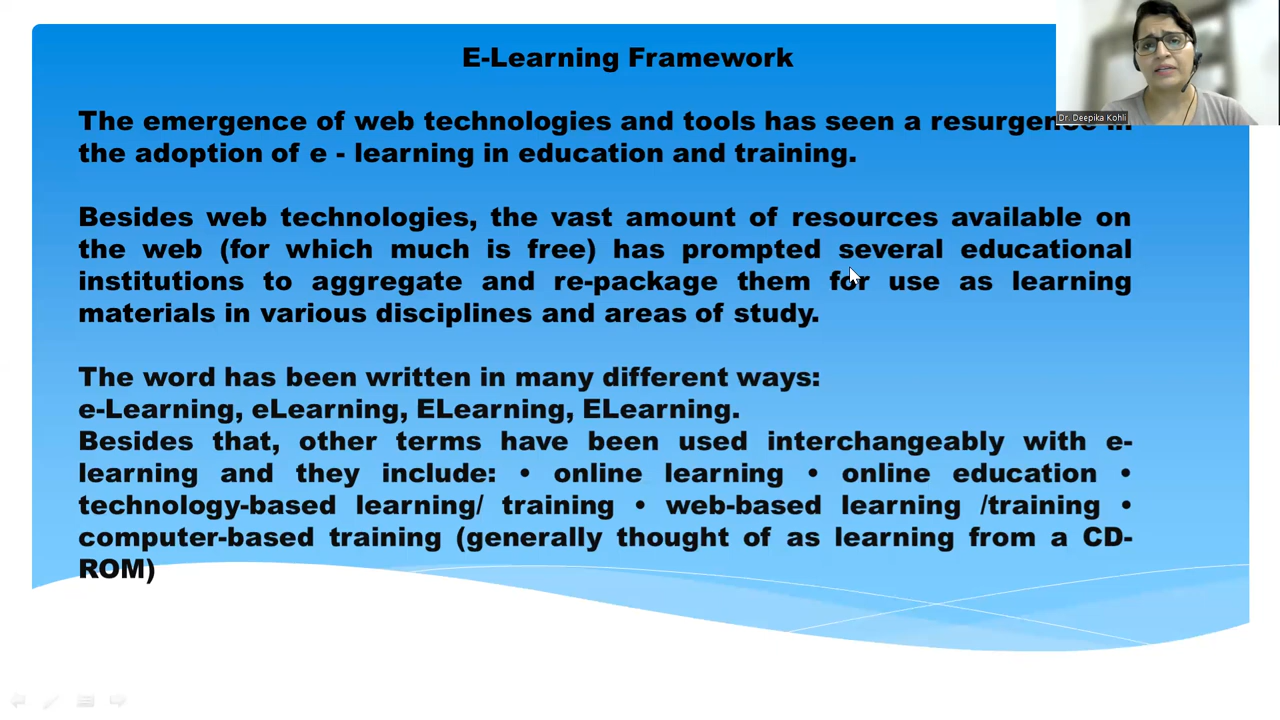 E-Learning Framework
The emergence of web technologies and tools has seen a resurgence in
the adoption of e - learning in education and training.
Besides web technologies, the vast amount of resources available on
the web (for which much is free) has prompted several educational
institutions to aggregate and re-package them for use as learning
materials in various disciplines and areas of study.
The word has been written in many different ways:
e-Learning, eLearning, ELearning, ELearning.
Besides that, other terms have been used interchangeably with e-
learning and they include: • online learning • online education •
technology-based learning/ training • web-based learning /training •
computer-based training (generally thought of as learning from a CD-
ROM)
Dr. Deepika Kohli